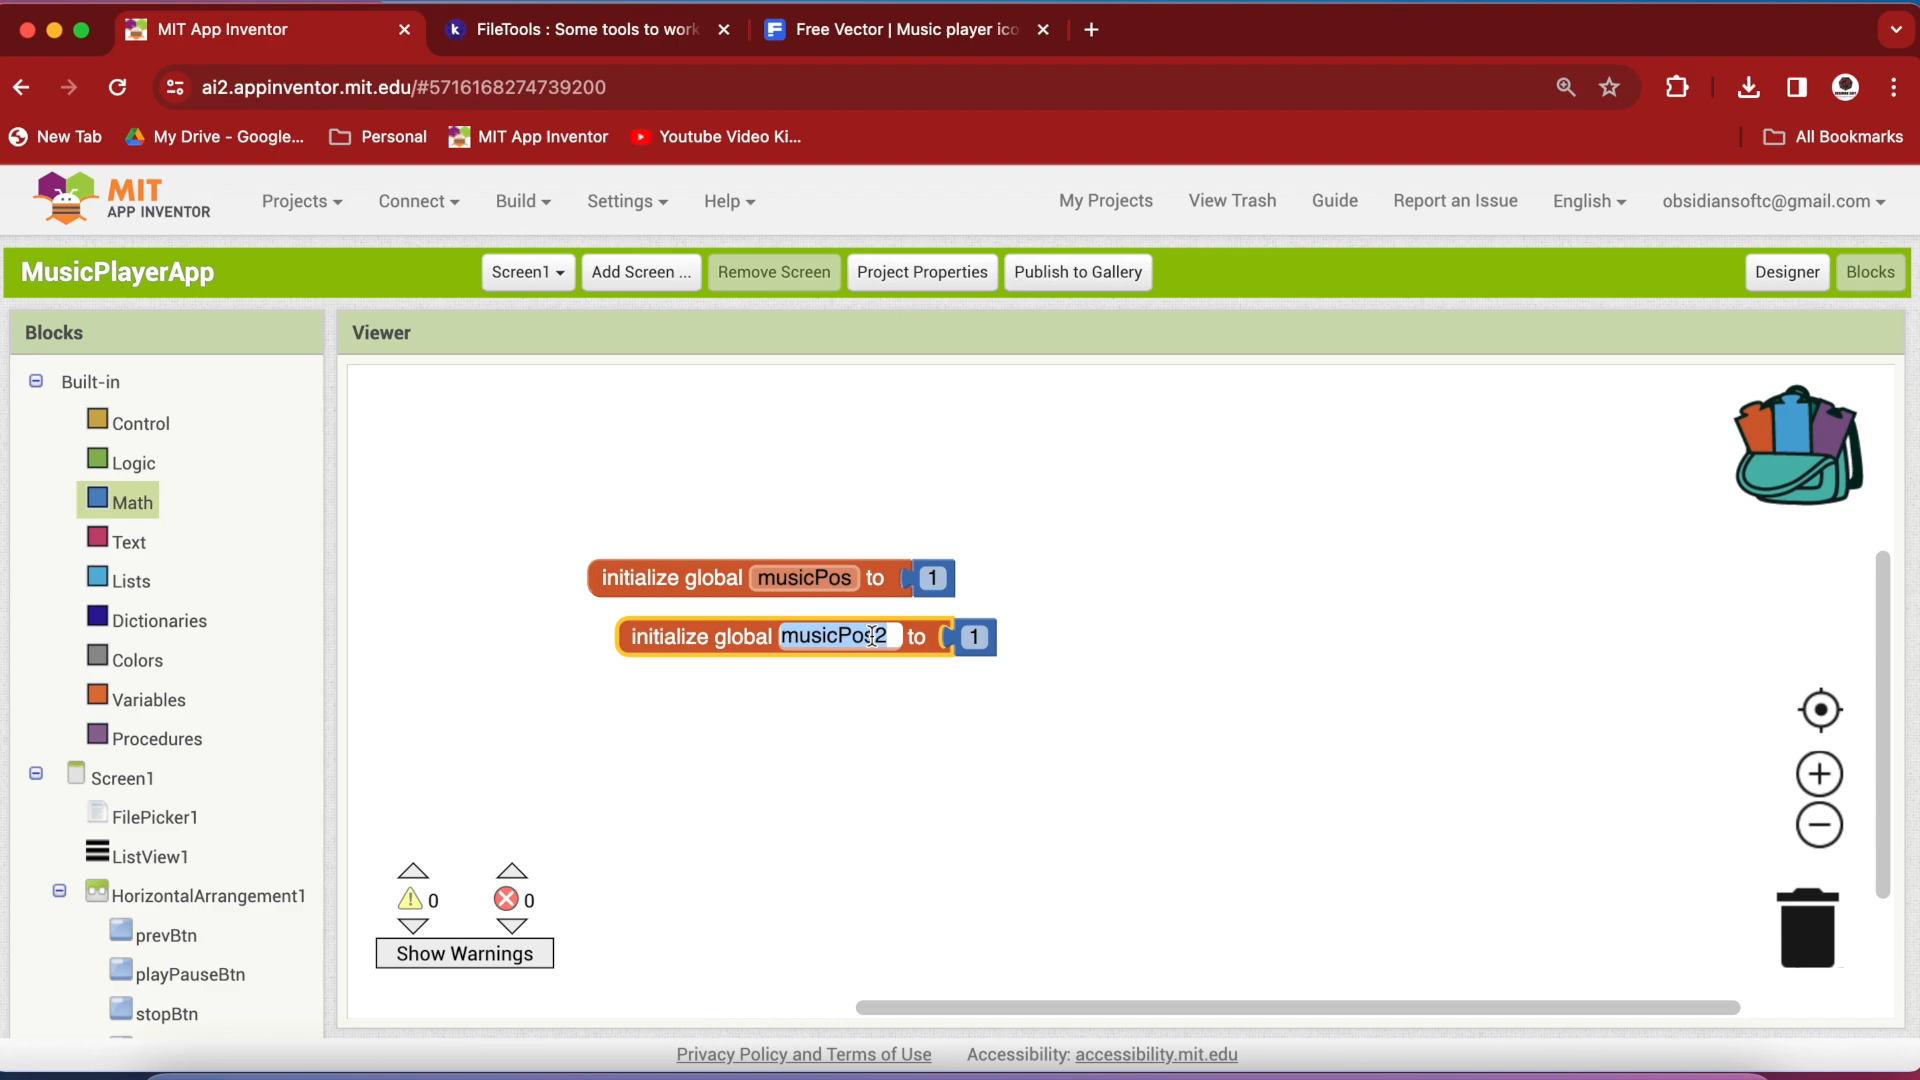 MIT App Inventor
FileTools : Some tools to work
Free Vector | Music player ico
ai2.appinventor.mit.edu/#5716168274739200
New Tab
My Drive - Google...
Personal
MIT App Inventor
Youtube Video Ki...
All Bookmarks
MIT
APP INVENTOR
Projects
Connect
Build
Settings
Help
My Projects
View Trash
Guide
Report an Issue
English
obsidiansoftc@gmail.com
MusicPlayerApp
Screen1
Add Screen ...
Remove Screen
Project Properties
Publish to Gallery
Designer
Blocks
Blocks
Viewer
Built-in
Control
Logic
Math
Text
Lists
Dictionaries
Colors
Variables
Procedures
Screen1
FilePicker1
ListView1
HorizontalArrangement1
prevBtn
playPauseBtn
stopBtn
initialize global musicPos to 1
initialize global musicPos2 to 1
0 0
Show Warnings
Privacy Policy and Terms of Use
Accessibility: accessibility.mit.edu